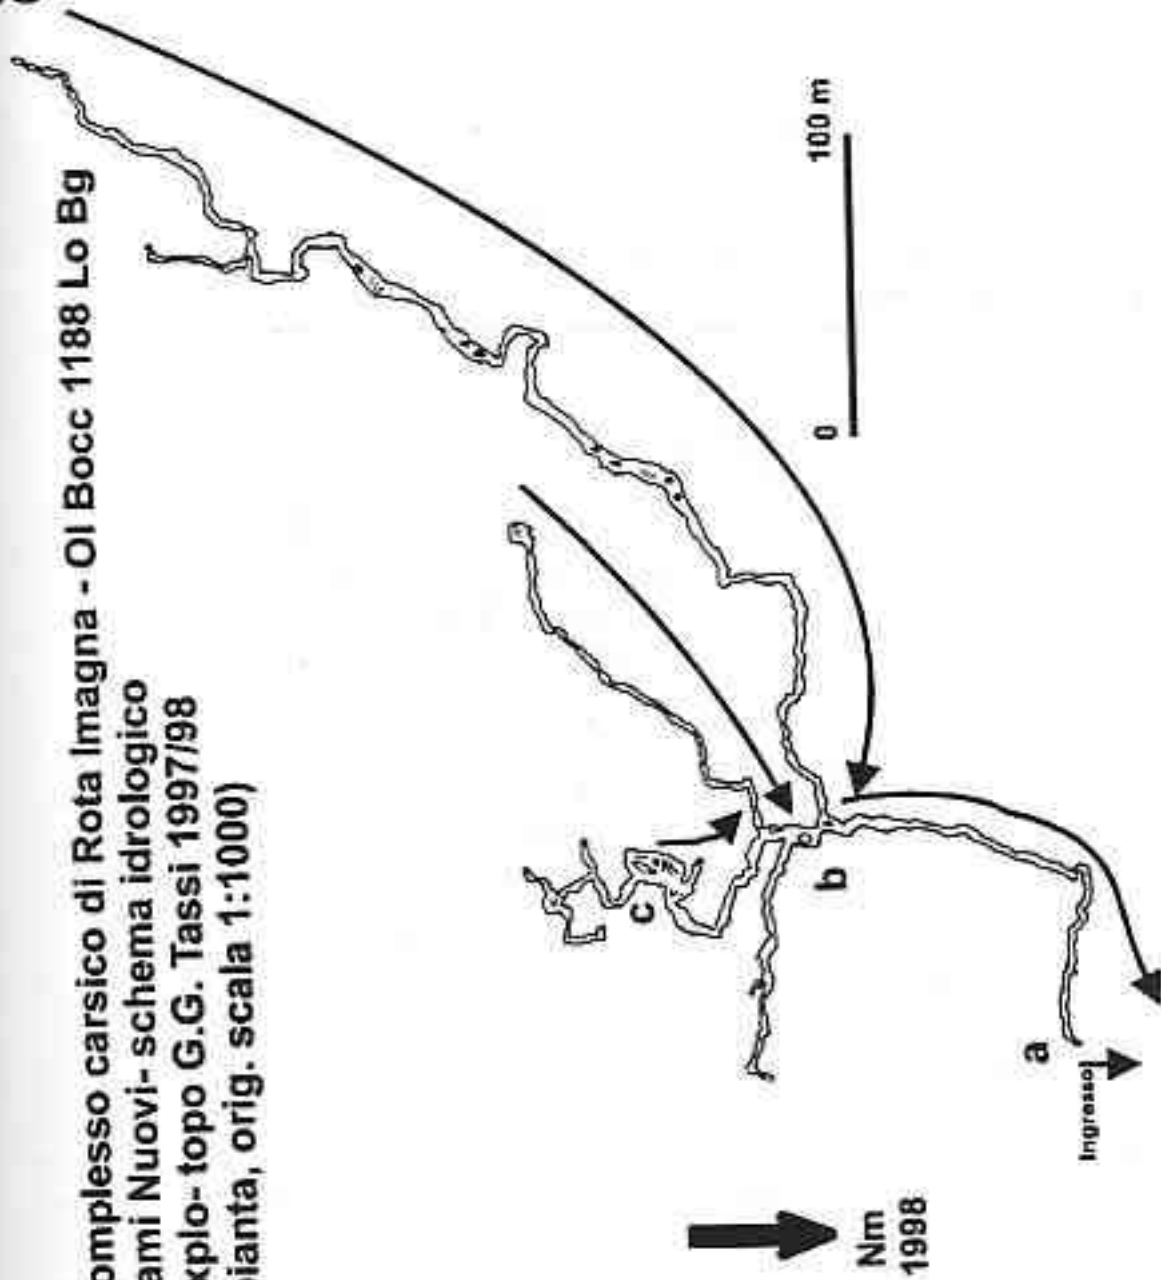 omplesso carsico di Rota Imagna - Ol Bocc 1188 Lo Bg
ami Nuovi- schema idrologico
xplo- topo G.G. Tassi 1997/98
pianta, orig. scala 1:1000)
0 100 m
c
b
a
Ingresso
Nm
1998